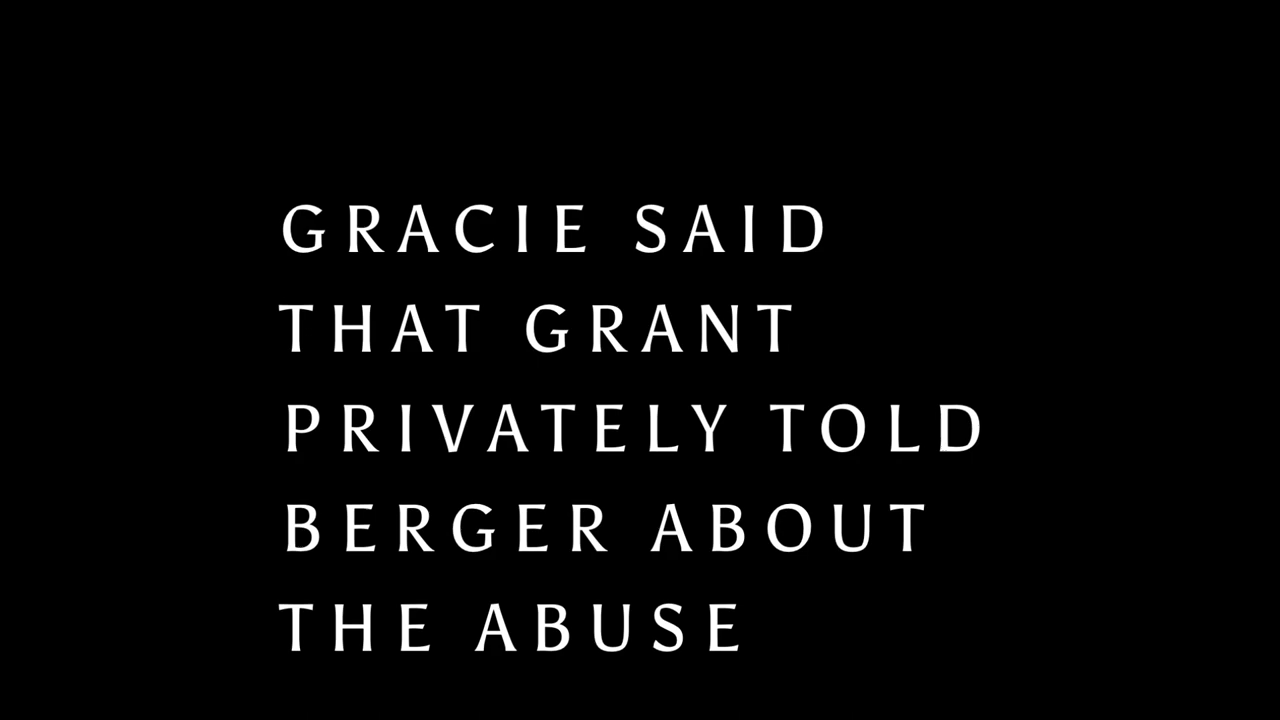 GRACIE SAID
THAT GRANT
PRIVATELY TOLD
BERGER ABOUT
THE ABUSE